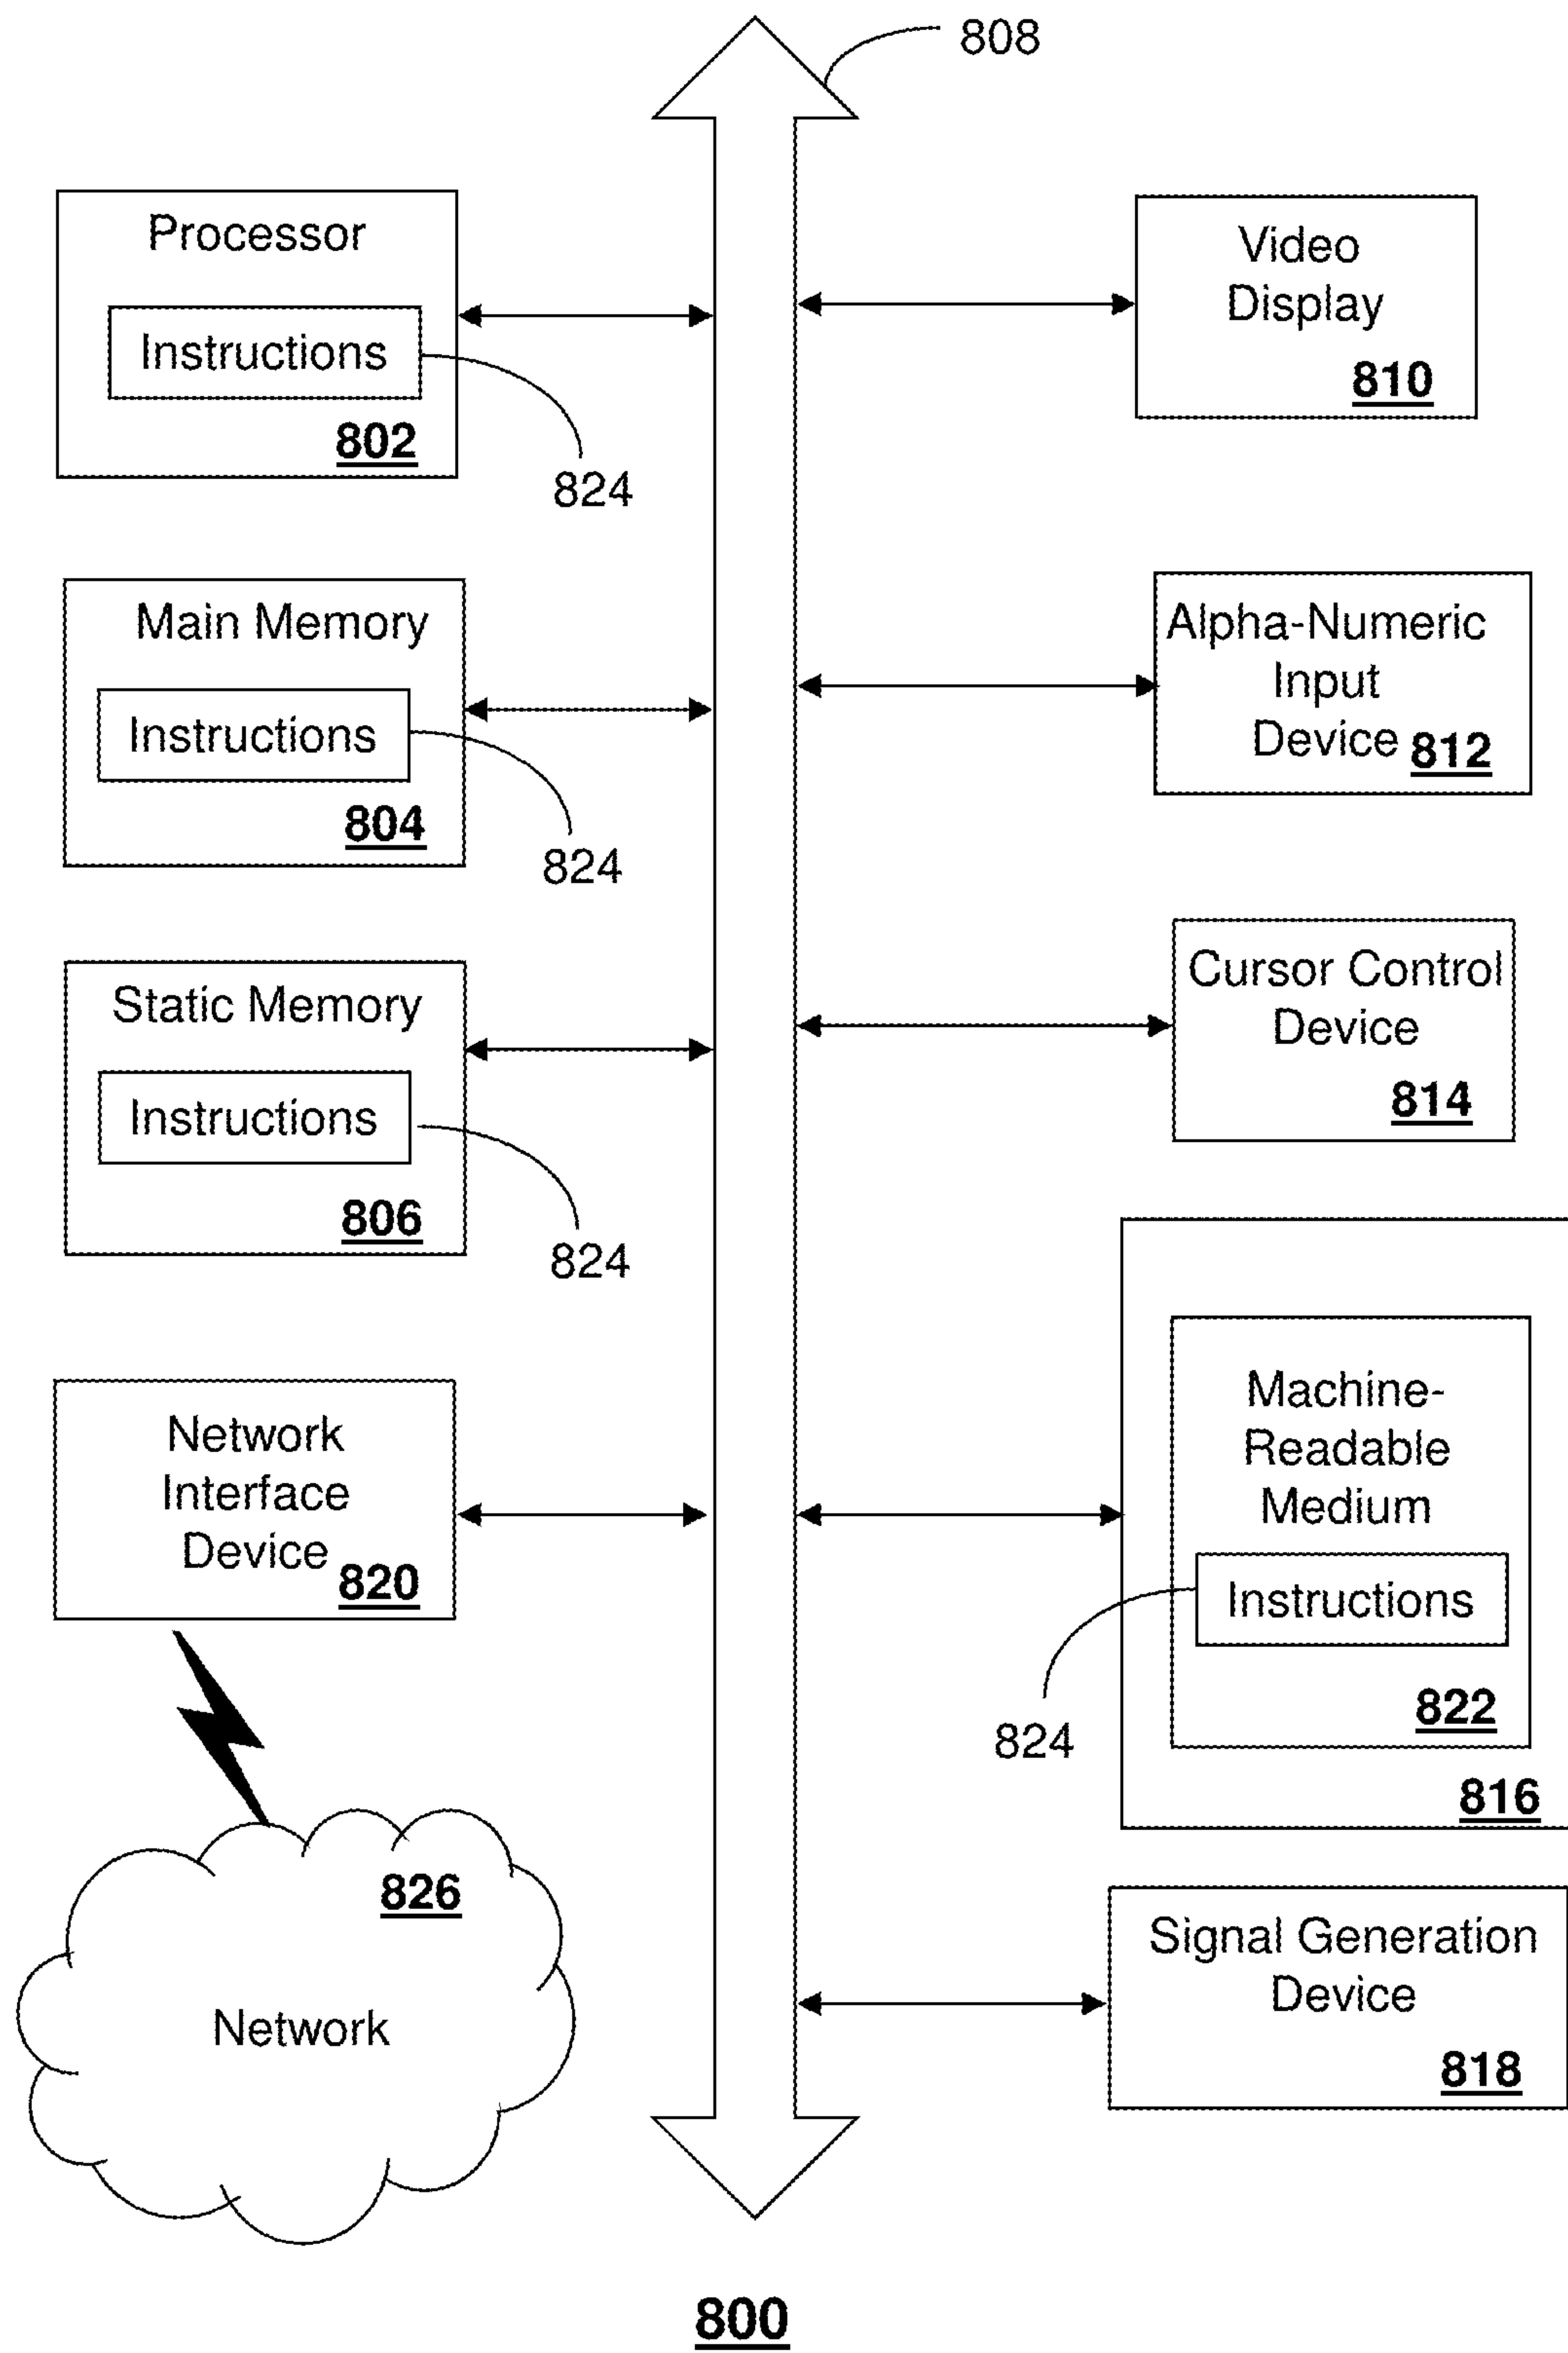 808
Processor
Instructions
802
824
Main Memory
Instructions
804
824
Static Memory
Instructions
806
824
Network
Interface
Device
820
826
Network
Video
Display
810
Alpha-Numeric
Input
Device 812
Cursor Control
Device
814
Machine-
Readable
Medium
Instructions
822
824
816
Signal Generation
Device
818
800